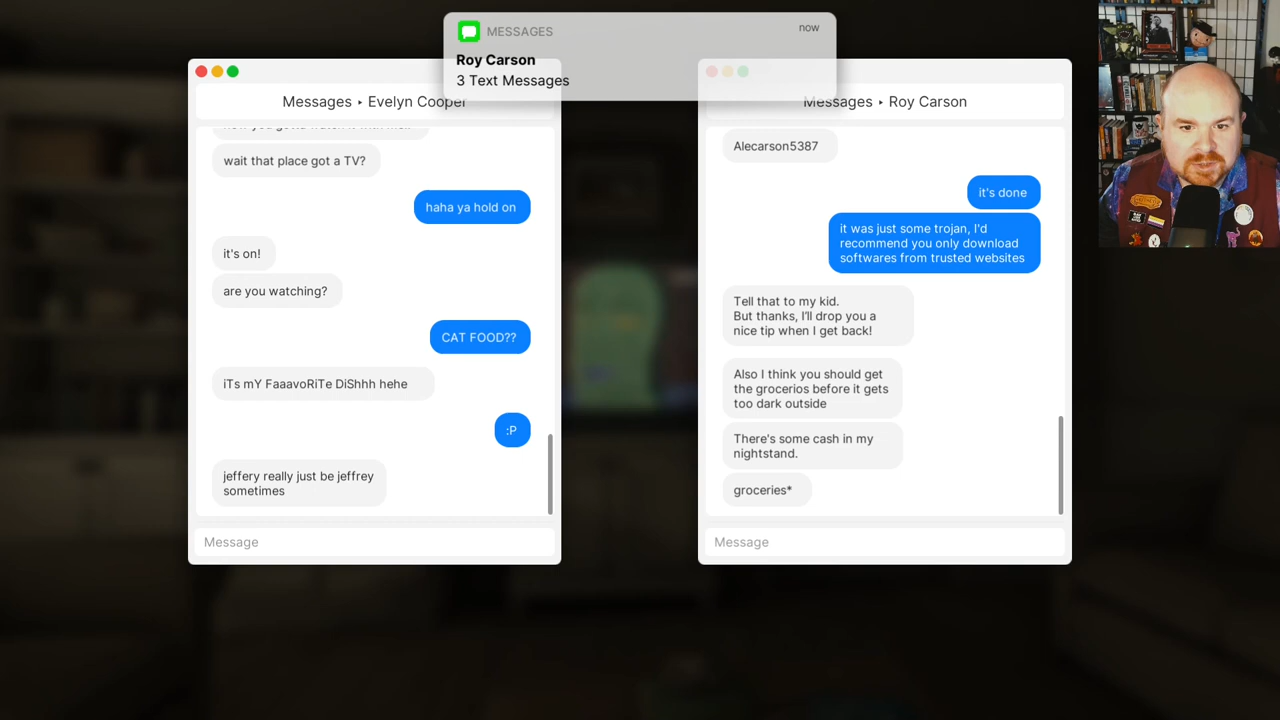 MESSAGES
now
Roy Carson
3 Text Messages
Messages ‣ Evelyn Cooper
wait that place got a TV?
haha ya hold on
it's on!
are you watching?
CAT FOOD??
iTs mY FaaavoRiTe DiShhh hehe
:P
jeffery really just be jeffrey
sometimes
Message
Messages ‣ Roy Carson
Alecarson5387
it's done
it was just some trojan, I'd
recommend you only download
softwares from trusted websites
Tell that to my kid.
But thanks, I'll drop you a
nice tip when I get back!
Also I think you should get
the grocerios before it gets
too dark outside
There's some cash in my
nightstand.
groceries*
Message